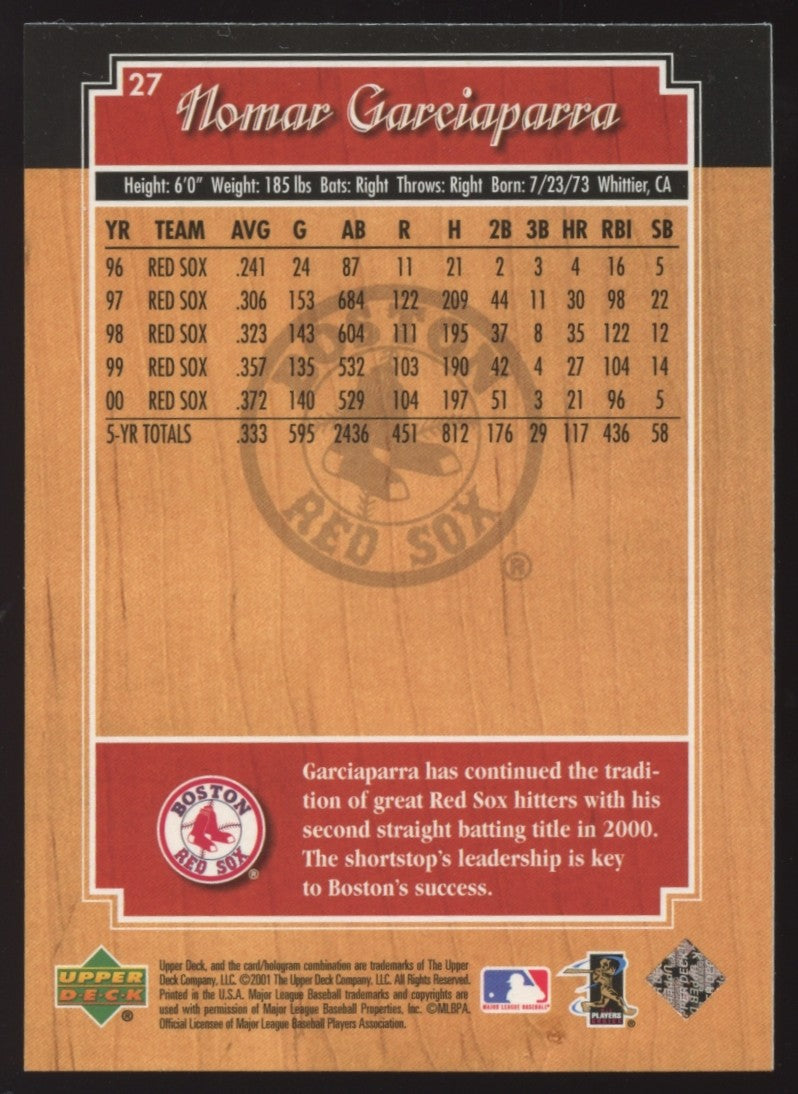 27
Nomar Garciaparra
Height: 6'0" Weight: 185 lbs Bats: Right Throws: Right Born: 7/23/73 Whittier, CA
YR TEAM AVG G AB R H 2B 3B HR RBI SB
96 RED SOX .241 24 87 11 21 2 3 4 16 5
97 RED SOX .306 153 684 122 209 44 11 30 98 22
98 RED SOX .323 143 604 111 195 37 8 35 122 12
99 RED SOX .357 135 532 103 190 42 4 27 104 14
00 RED SOX .372 140 529 104 197 51 3 21 96 5
5-YR TOTALS .333 595 2436 451 812 176 29 117 436 58
BOSTON
RED SOX
®
Garciaparra has continued the tradi-
tion of great Red Sox hitters with his
second straight batting title in 2000.
The shortstop's leadership is key
to Boston's success.
BOSTON
RED SOX
®
UPPER
DECK
®
Upper Deck, and the card/hologram combination are trademarks of The Upper
Deck Company, LLC. ©2001 The Upper Deck Company, LLC. All Rights Reserved.
Printed in the U.S.A. Major League Baseball trademarks and copyrights are
used with permission of Major League Baseball Properties, Inc. ©MLBPA.
Official Licensee of Major League Baseball Players Association.
MAJOR LEAGUE BASEBALL
PLAYERS
CHOICE
®